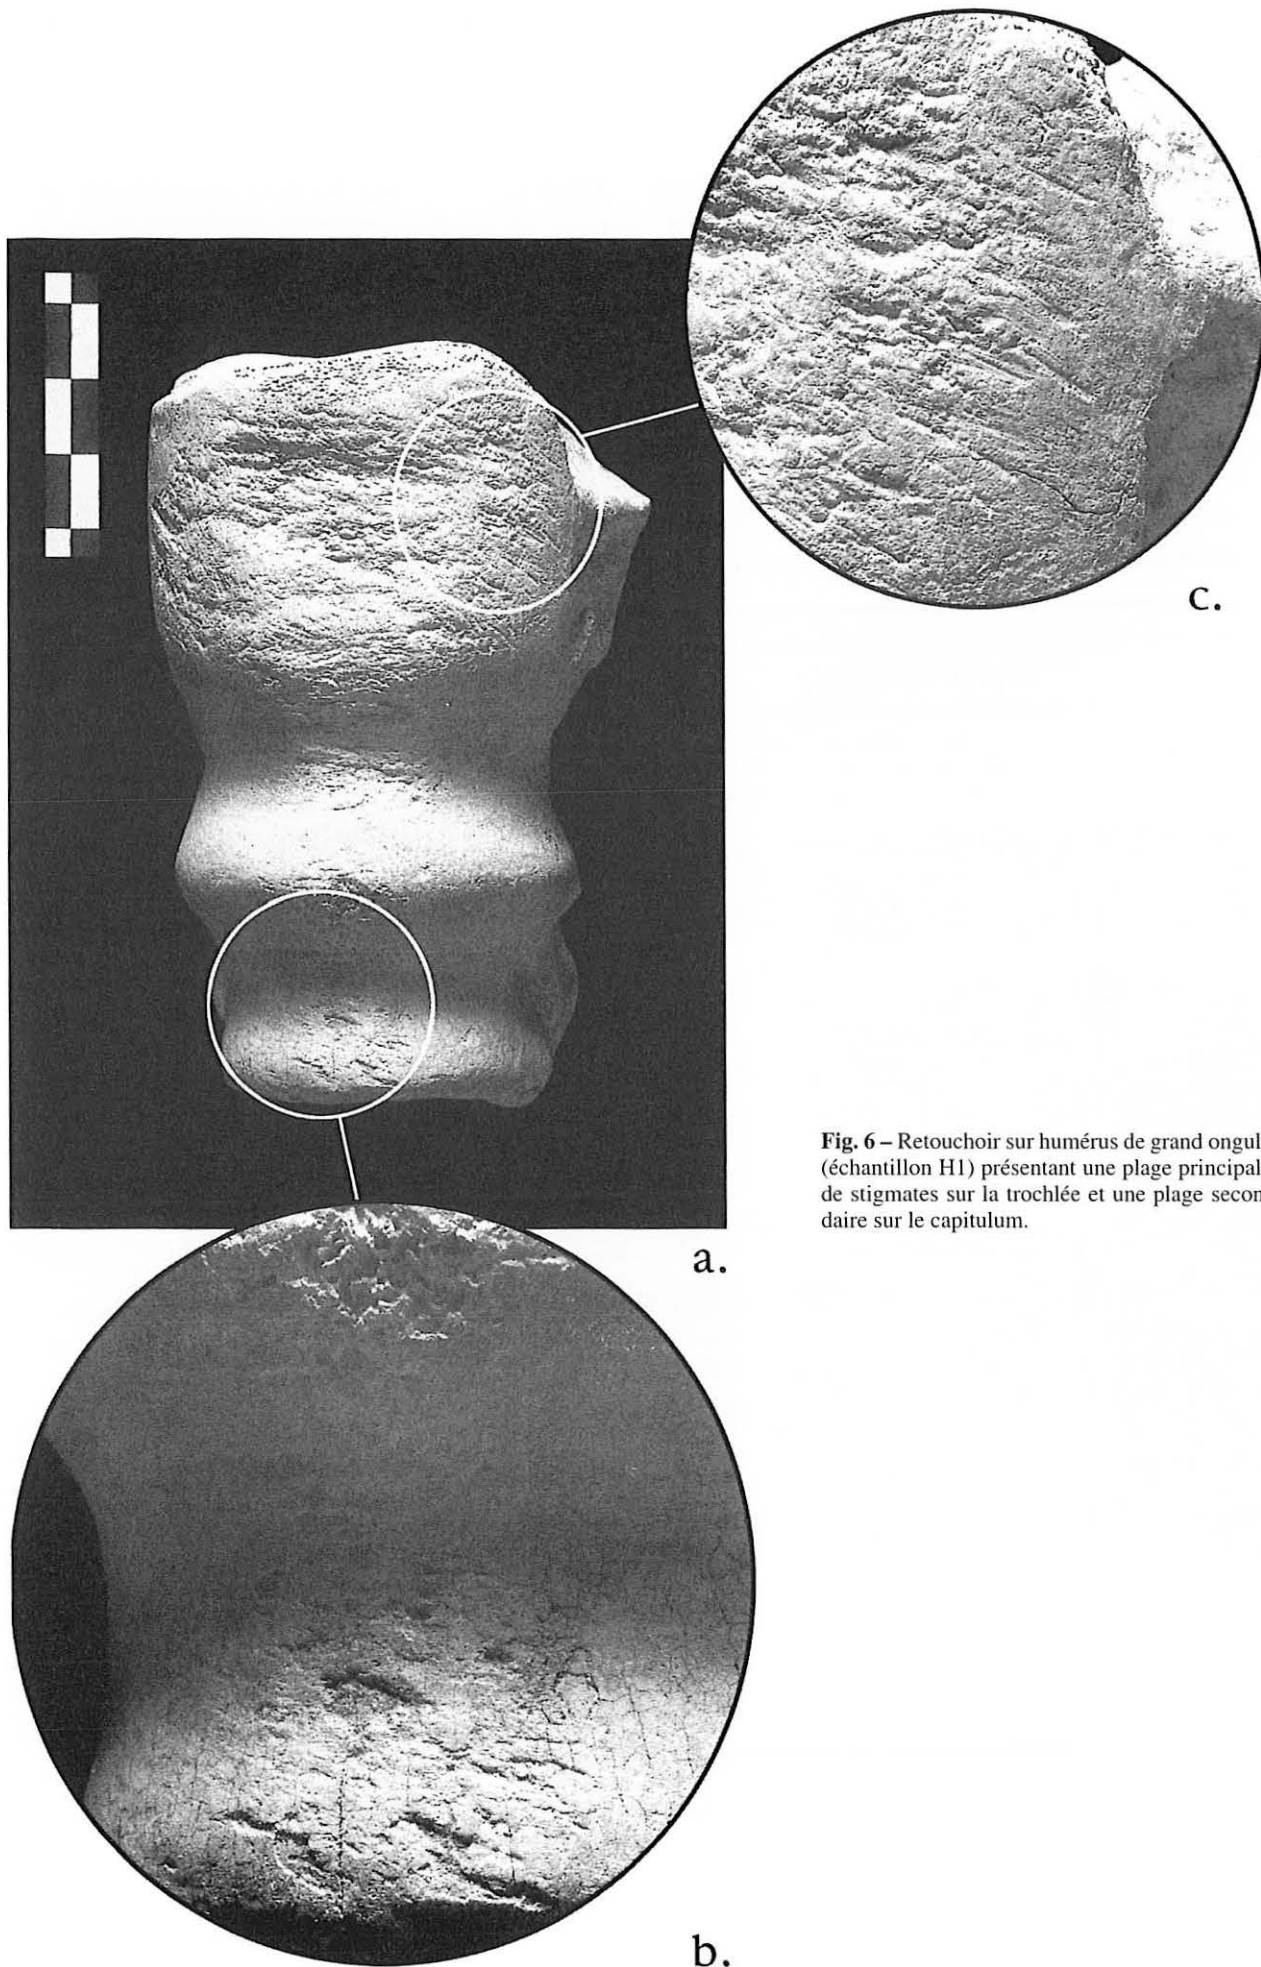 c.
Fig. 6 – Retouchoir sur humérus de grand ongul
(échantillon H1) présentant une plage principal
de stigmates sur la trochlée et une plage secon
daire sur le capitulum.
a.
b.